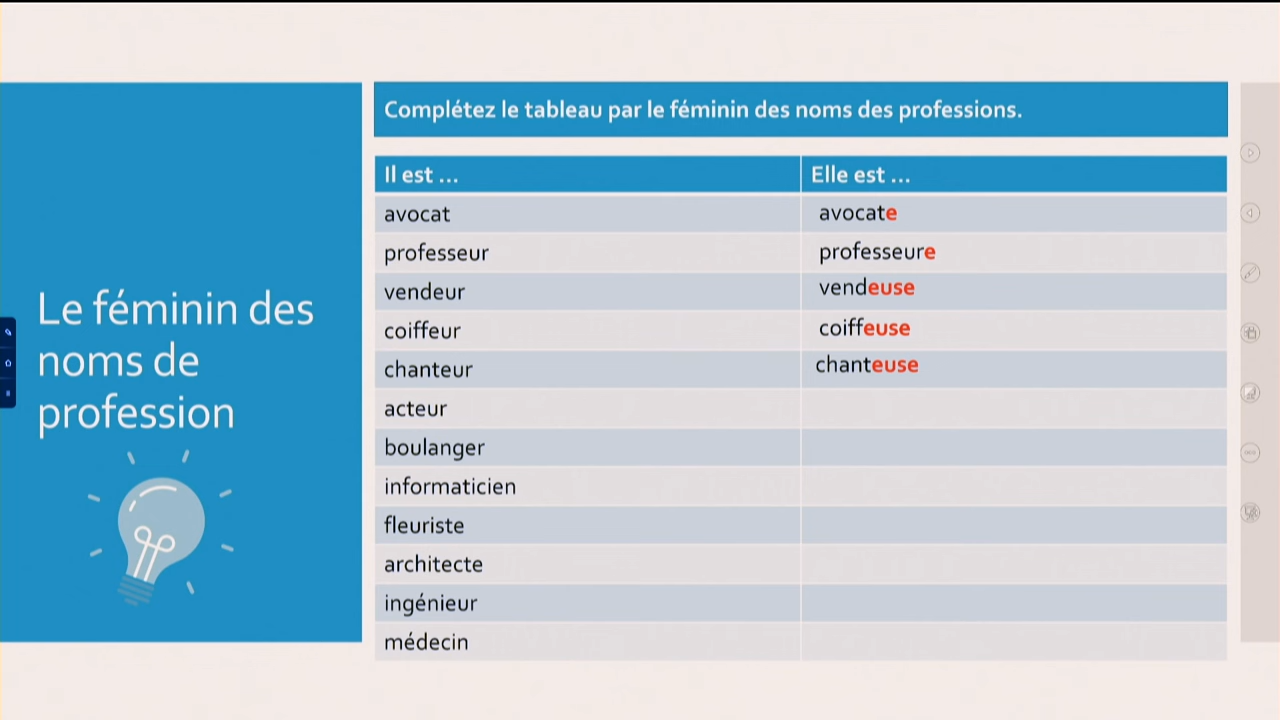 Le féminin des
noms de
profession
Complétez le tableau par le féminin des noms des professions.
Il est ... Elle est ...
avocat avocate
professeur professeure
vendeur vendeuse
coiffeur coiffeuse
chanteur chanteuse
acteur
boulanger
informaticien
fleuriste
architecte
ingénieur
médecin